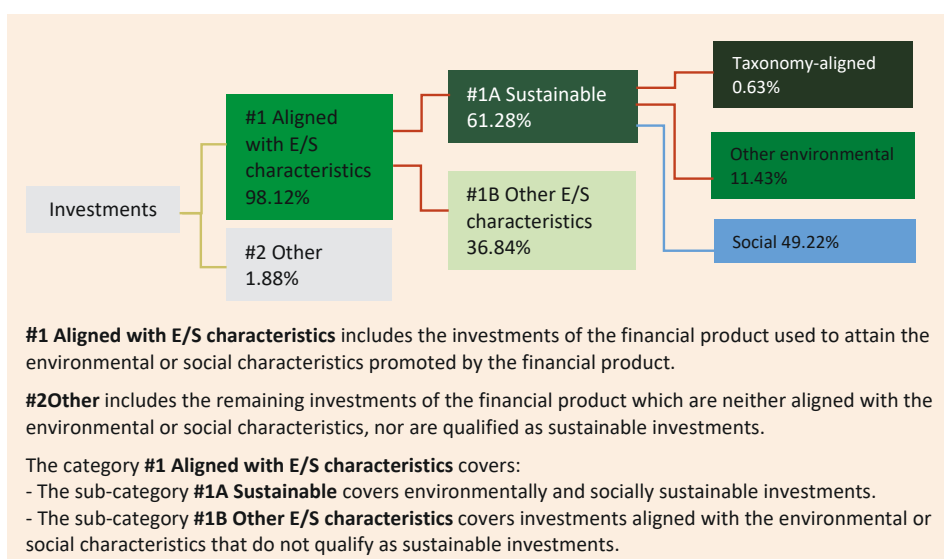 Investments
#1 Aligned
with E/S
characteristics
98.12%
#2 Other
1.88%
#1A Sustainable
61.28%
#1B Other E/S
characteristics
36.84%
Taxonomy-aligned
0.63%
Other environmental
11.43%
Social 49.22%
#1 Aligned with E/S characteristics includes the investments of the financial product used to attain the
environmental or social characteristics promoted by the financial product.
#2Other includes the remaining investments of the financial product which are neither aligned with the
environmental or social characteristics, nor are qualified as sustainable investments.
The category #1 Aligned with E/S characteristics covers:
- The sub-category #1A Sustainable covers environmentally and socially sustainable investments.
- The sub-category #1B Other E/S characteristics covers investments aligned with the environmental or
social characteristics that do not qualify as sustainable investments.